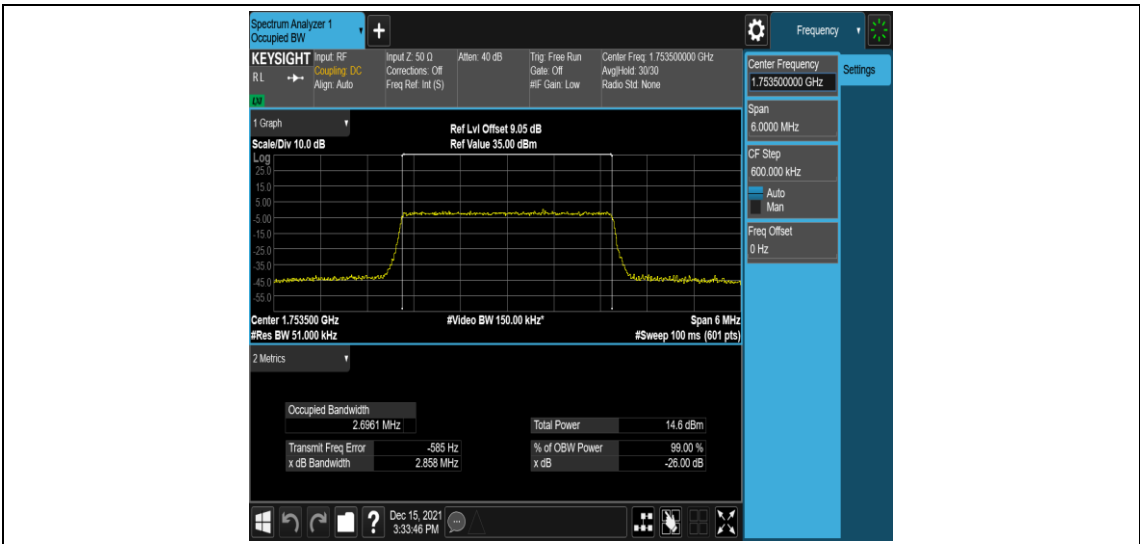 Spectrum Analyzer 1
Occupied BW
+
Frequency
KEYSIGHT
RL
LXI
Input: RF
Coupling: DC
Align: Auto
Input Z: 50 Ω
Corrections: Off
Freq Ref: Int (S)
Atten: 40 dB
Trig: Free Run
Gate: Off
#IF Gain: Low
Center Freq: 1.753500000 GHz
Avg|Hold: 30/30
Radio Std: None
Center Frequency
1.753500000 GHz
Settings
Span
6.0000 MHz
CF Step
600.000 kHz
Auto
Man
Freq Offset
0 Hz
1 Graph
Scale/Div 10.0 dB
Ref Lvl Offset 9.05 dB
Ref Value 35.00 dBm
Log
25.0
15.0
5.00
-5.00
-15.0
-25.0
-35.0
-45.0
-55.0
Center 1.753500 GHz
#Video BW 150.00 kHz*
Span 6 MHz
#Res BW 51.000 kHz
#Sweep 100 ms (601 pts)
2 Metrics
Occupied Bandwidth
2.6961 MHz
Total Power 14.6 dBm
Transmit Freq Error -585 Hz
% of OBW Power 99.00 %
x dB Bandwidth 2.858 MHz
x dB -26.00 dB
?
Dec 15, 2021
3:33:46 PM